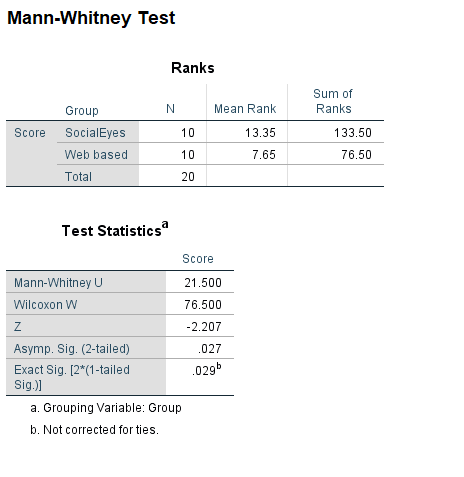 Mann-Whitney Test
Ranks
Group N Mean Rank Sum of Ranks
Score SocialEyes 10 13.35 133.50
Web based 10 7.65 76.50
Total 20
Test Statisticsa
Score
Mann-Whitney U 21.500
Wilcoxon W 76.500
Z -2.207
Asymp. Sig. (2-tailed) .027
Exact Sig. [2*(1-tailed .029b
Sig.)]
a. Grouping Variable: Group
b. Not corrected for ties.